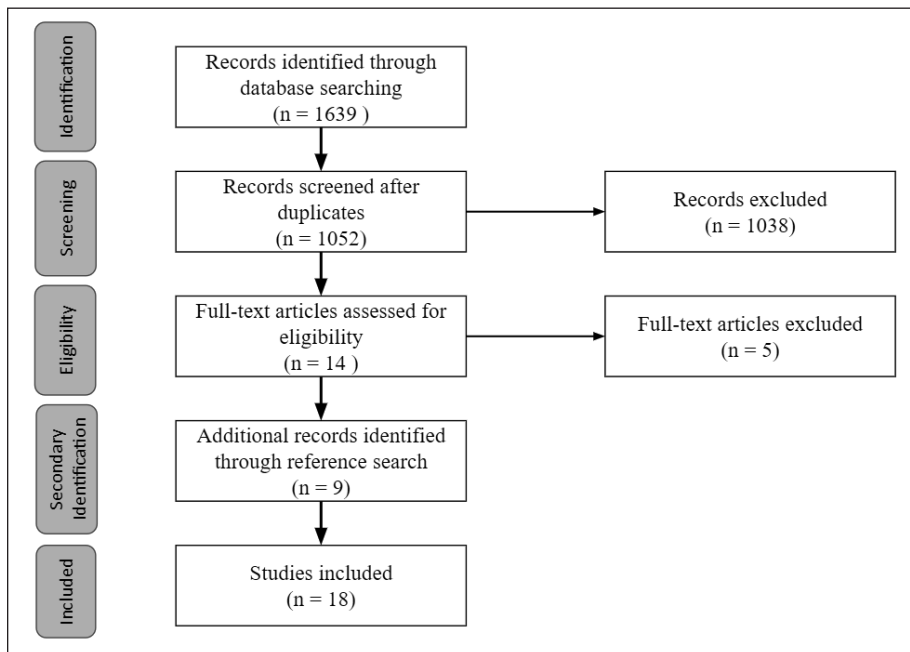 Identification
Records identified through
database searching
(n = 1639 )
Screening
Records screened after
duplicates
(n = 1052)
Records excluded
(n = 1038)
Eligibility
Full-text articles assessed for
eligibility
(n = 14 )
Full-text articles excluded
(n = 5)
Secondary
Identification
Additional records identified
through reference search
(n = 9)
Included
Studies included
(n = 18)